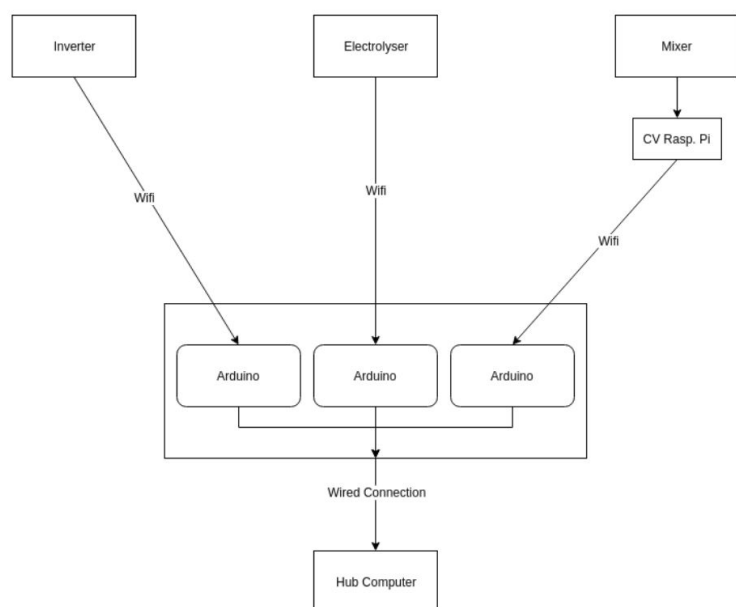 Inverter
Electrolyser
Mixer
CV Rasp. Pi
Wifi
Wifi
Wifi
Arduino
Arduino
Arduino
Wired Connection
Hub Computer